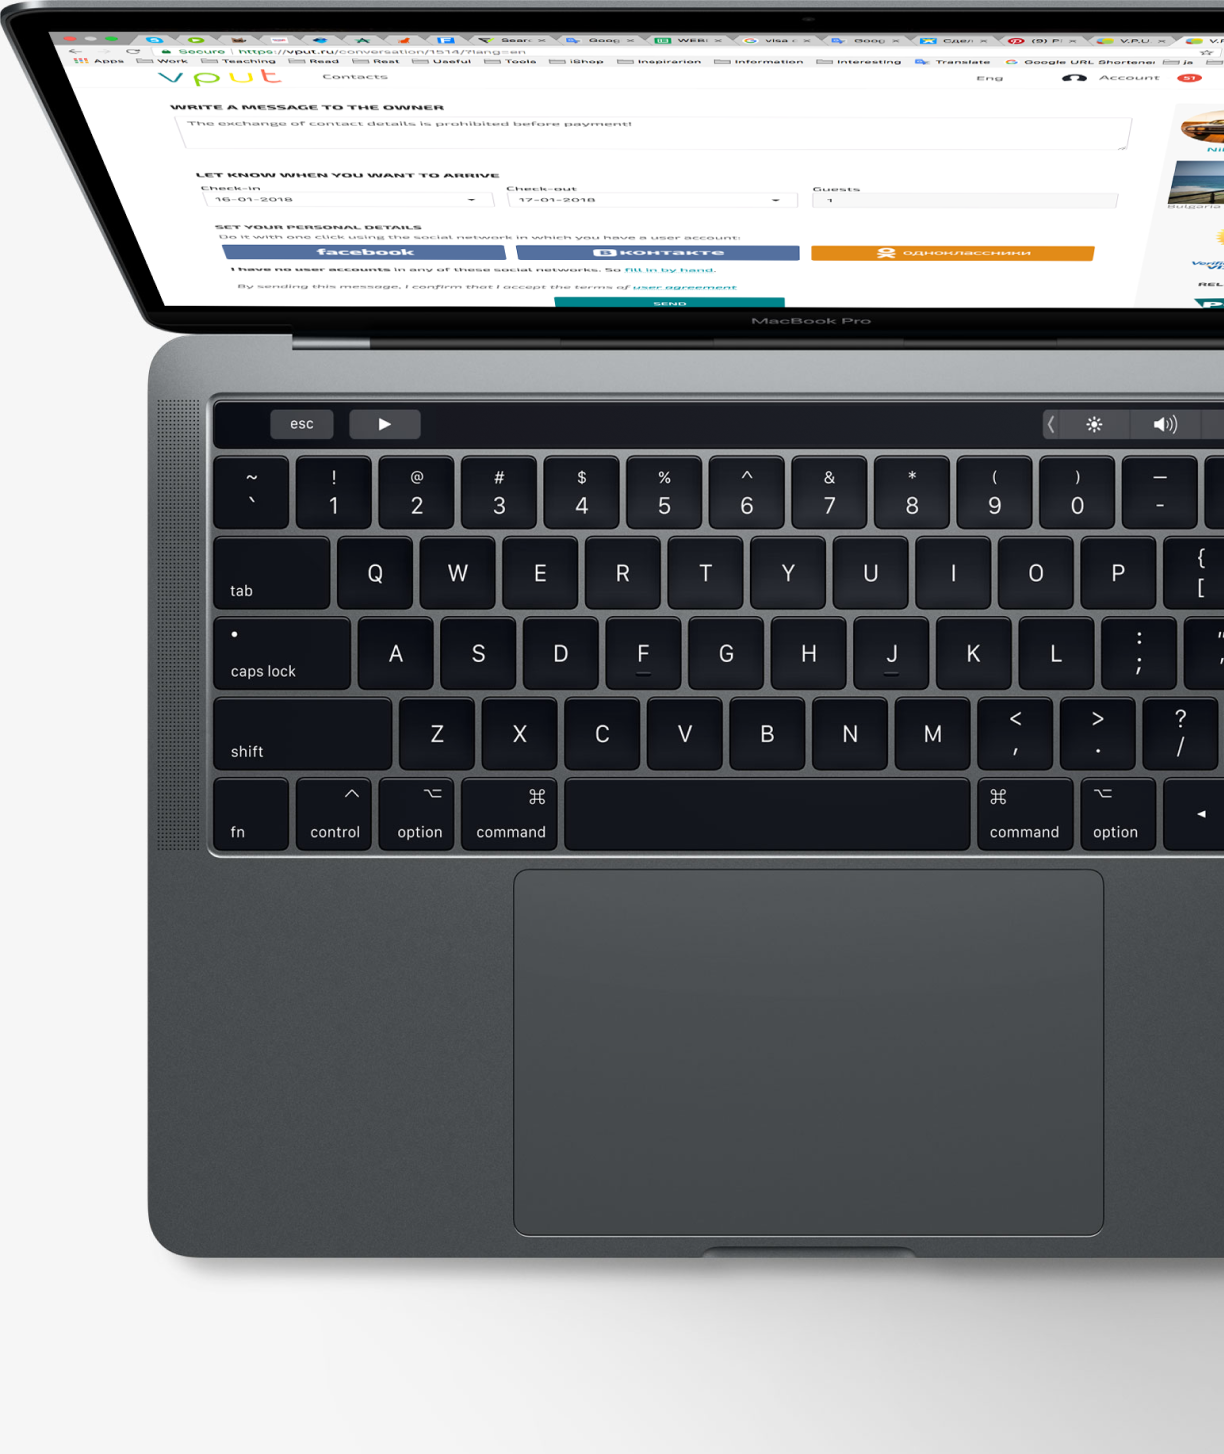 Secure https://vput.ru/conversation/1514/?lang=en
Apps Work Teaching Read Rest Useful Tools iShop Inspirarion Information Interesting Translate Google URL Shortener ja
vput Contacts Eng Account 51
WRITE A MESSAGE TO THE OWNER
The exchange of contact details is prohibited before payment!
LET KNOW WHEN YOU WANT TO ARRIVE
Check-in Check-out Guests
16-01-2018 17-01-2018 1
SET YOUR PERSONAL DETAILS
Do it with one click using the social network in which you have a user account:
facebook В КОНТАКТЕ одноклассники
I have no user accounts in any of these social networks. So fill in by hand.
By sending this message, I confirm that I accept the terms of user agreement
SEND
Bulgaria
MacBook Pro
esc
~ ! @ # $ % ^ & * ( ) —
` 1 2 3 4 5 6 7 8 9 0 -
tab Q W E R T Y U I O P { [
caps lock A S D F G H J K L : ;
shift Z X C V B N M < , > . ? /
fn control option command command option